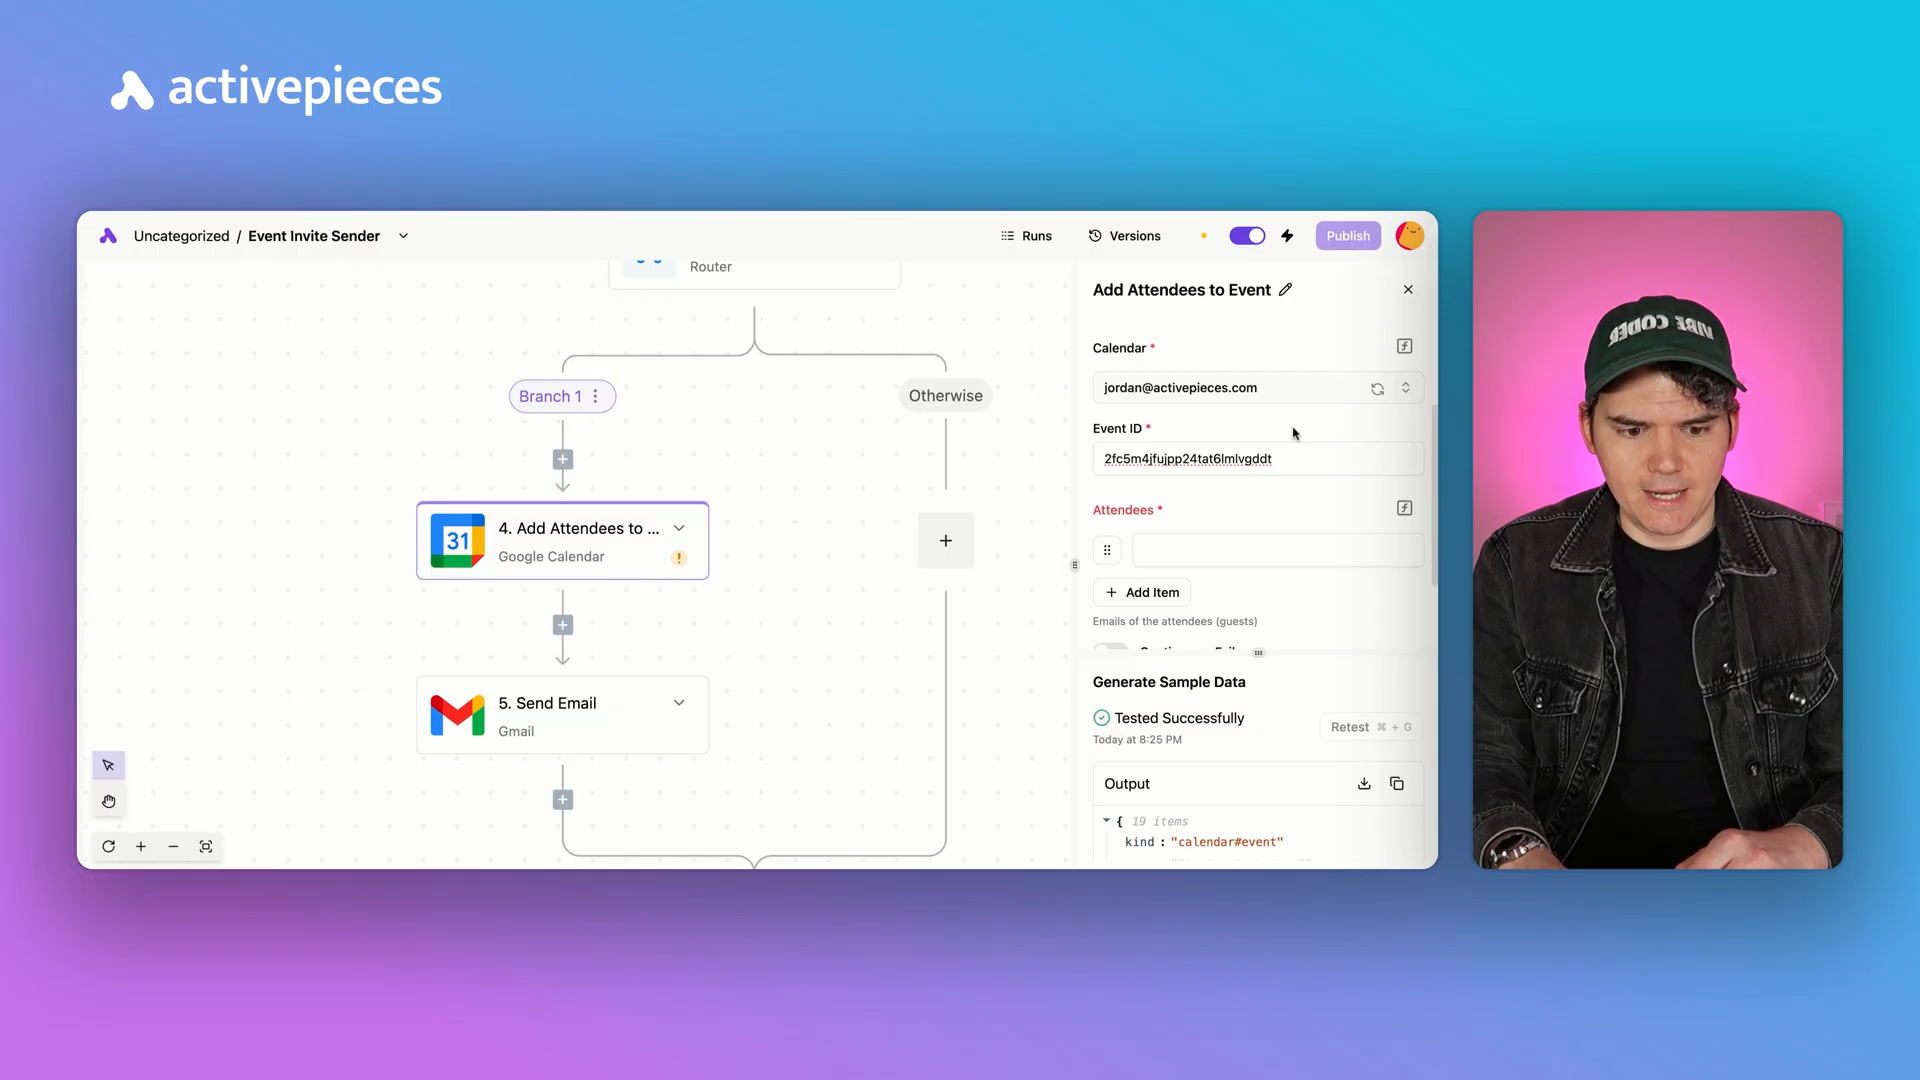 activepieces
Uncategorized / Event Invite Sender
Runs
Versions
Publish
Router
Branch 1
Otherwise
4. Add Attendees to ...
Google Calendar
31
5. Send Email
Gmail
Add Attendees to Event
Calendar *
jordan@activepieces.com
Event ID *
2fc5m4jfujpp24tat6lmlvgddt
Attendees *
+ Add Item
Emails of the attendees (guests)
Generate Sample Data
Tested Successfully
Retest ⌘ + G
Today at 8:25 PM
Output
{ 19 items
kind : "calendar#event"
VIBE CODER